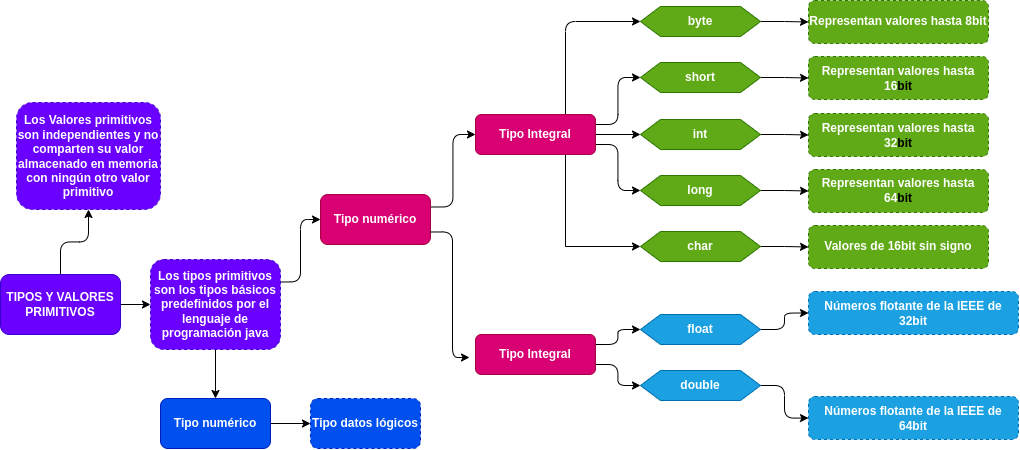 byte
Representan valores hasta 8bit
short
Representan valores hasta
16bit
Los Valores primitivos
son independientes y no
comparten su valor
almacenado en memoria
con ningún otro valor
primitivo
Tipo Integral
int
Representan valores hasta
32bit
long
Representan valores hasta
64bit
Tipo numérico
char
Valores de 16bit sin signo
TIPOS Y VALORES
PRIMITIVOS
Los tipos primitivos
son los tipos básicos
predefinidos por el
lenguaje de
programación java
Tipo Integral
float
Números flotante de la IEEE de
32bit
double
Números flotante de la IEEE de
64bit
Tipo numérico
Tipo datos lógicos